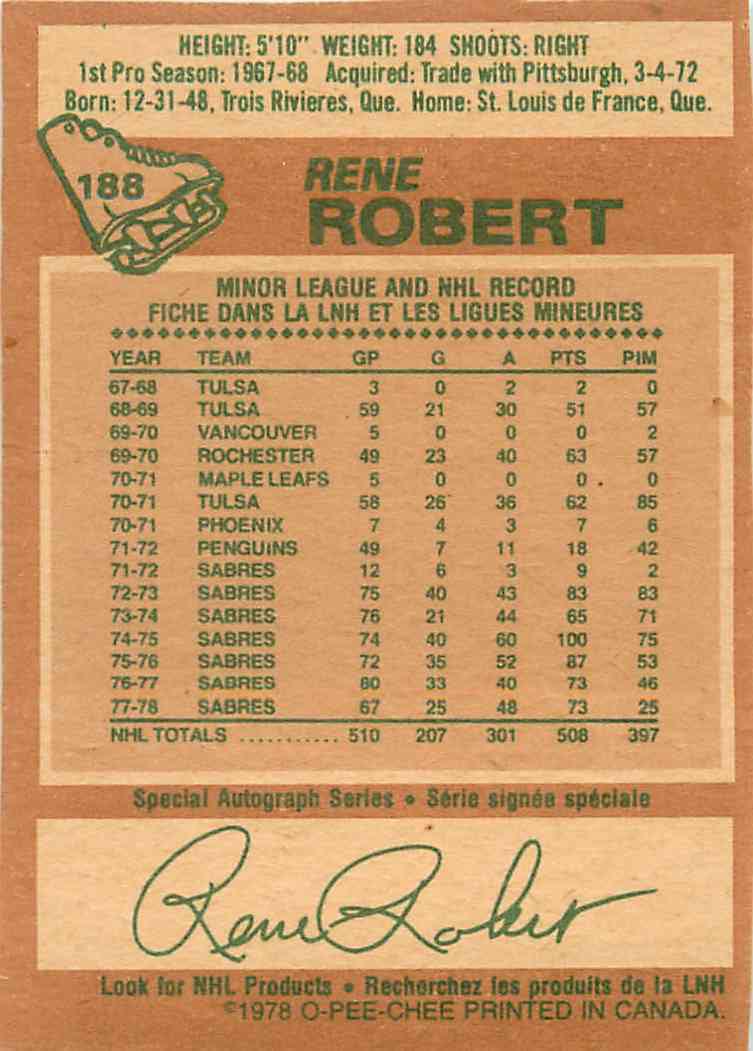 HEIGHT: 5'10" WEIGHT: 184 SHOOTS: RIGHT
1st Pro Season: 1967-68 Acquired: Trade with Pittsburgh, 3-4-72
Born: 12-31-48, Trois Rivieres, Que. Home: St. Louis de France, Que.
188
RENE
ROBERT
MINOR LEAGUE AND NHL RECORD
FICHE DANS LA LNH ET LES LIGUES MINEURES
YEAR TEAM GP G A PTS PIM
67-68 TULSA 3 0 2 2 0
68-69 TULSA 59 21 30 51 57
69-70 VANCOUVER 5 0 0 0 2
69-70 ROCHESTER 49 23 40 63 57
70-71 MAPLE LEAFS 5 0 0 0 0
70-71 TULSA 58 26 36 62 85
70-71 PHOENIX 7 4 3 7 6
71-72 PENGUINS 49 7 11 18 42
71-72 SABRES 12 6 3 9 2
72-73 SABRES 75 40 43 83 83
73-74 SABRES 76 21 44 65 71
74-75 SABRES 74 40 60 100 75
75-76 SABRES 72 35 52 87 53
76-77 SABRES 80 33 40 73 46
77-78 SABRES 67 25 48 73 25
NHL TOTALS ........... 510 207 301 508 397
Special Autograph Series • Série signée spéciale
Rene Robert
Look for NHL Products • Recherchez les produits de la LNH
©1978 O-PEE-CHEE PRINTED IN CANADA.